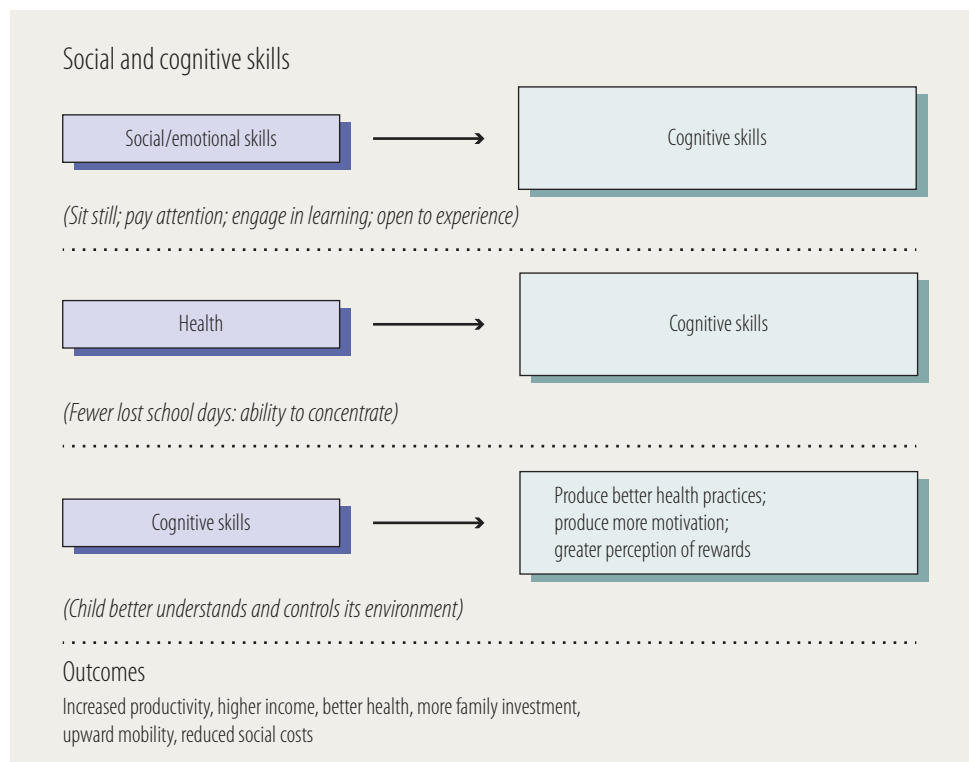 Social and cognitive skills
Social/emotional skills
Cognitive skills
(Sit still; pay attention; engage in learning; open to experience)
Health
Cognitive skills
(Fewer lost school days: ability to concentrate)
Cognitive skills
Produce better health practices;
produce more motivation;
greater perception of rewards
(Child better understands and controls its environment)
Outcomes
Increased productivity, higher income, better health, more family investment,
upward mobility, reduced social costs